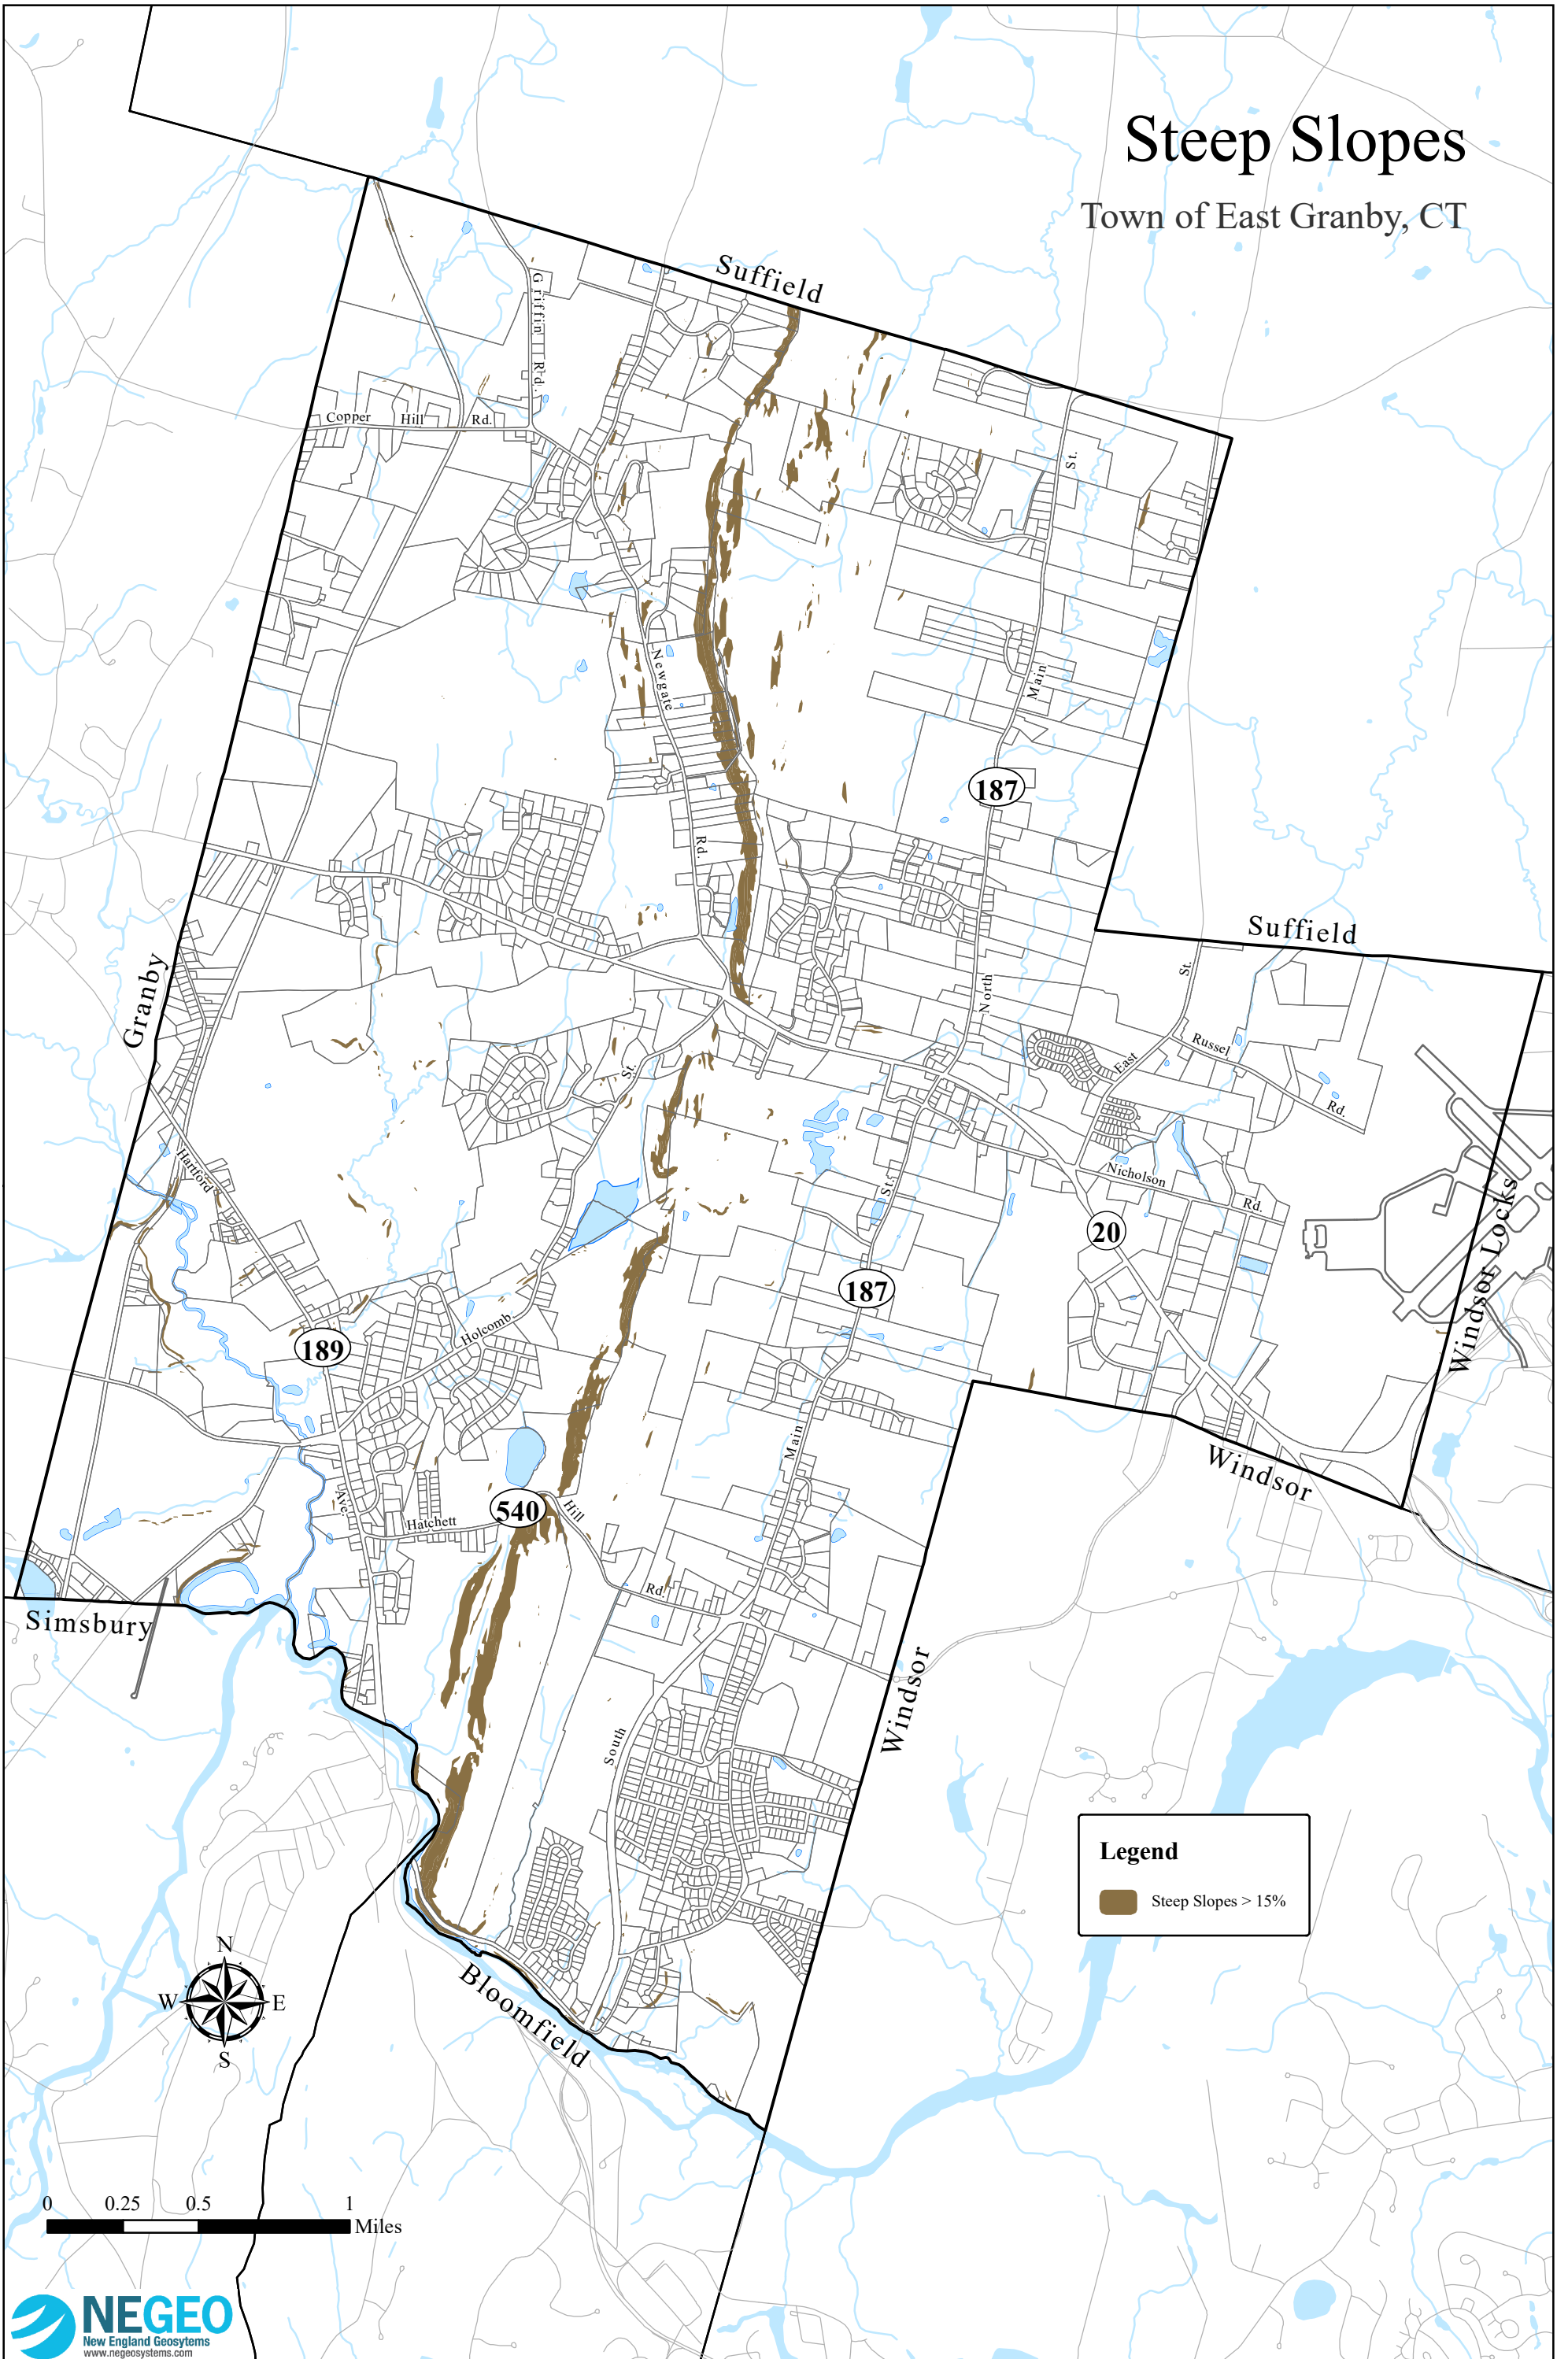 Steep Slopes
Town of East Granby, CT
Suffield
Griffin Rd.
Copper Hill Rd.
St.
Newgate
Main
187
Rd.
Suffield
Granby
North
St.
Russel
East
St.
Rd.
Hartford
Nicholson
Rd.
St.
20
Windsor Locks
187
Holcomb
189
Main
Windsor
540
Hill
Ave.
Hatchett
Rd.
Simsbury
Windsor
South
Legend
Steep Slopes > 15%
N
W
E
S
Bloomfield
0 0.25 0.5 1
Miles
NEGEO
New England Geosytems
www.negeosystems.com